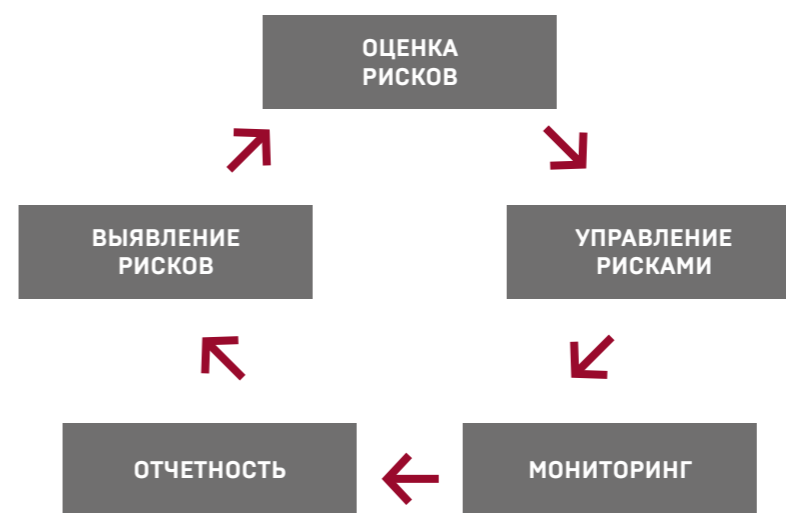 ОЦЕНКА
РИСКОВ
ВЫЯВЛЕНИЕ
РИСКОВ
УПРАВЛЕНИЕ
РИСКАМИ
ОТЧЕТНОСТЬ
МОНИТОРИНГ